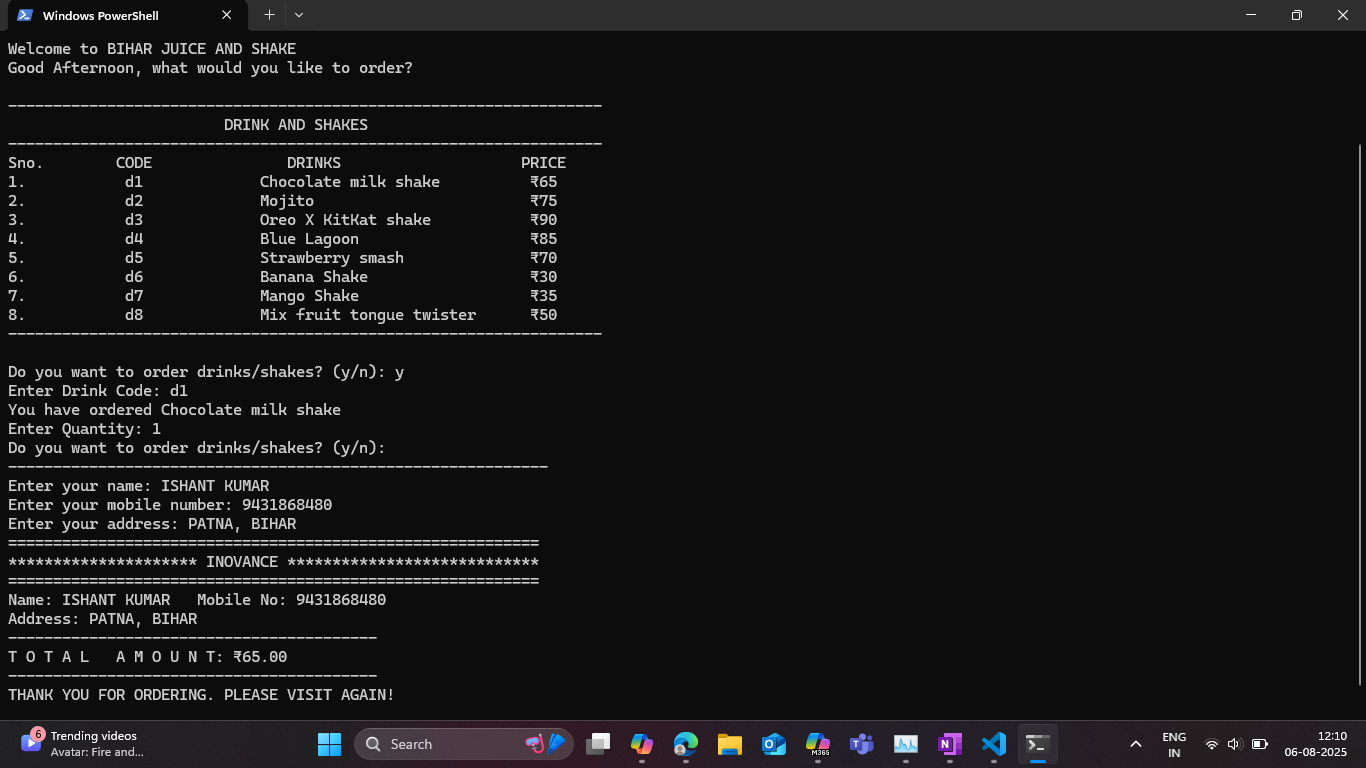 Windows PowerShell
Welcome to BIHAR JUICE AND SHAKE
Good Afternoon, what would you like to order?
------------------------------------------------------------------
DRINK AND SHAKES
------------------------------------------------------------------
Sno. CODE DRINKS PRICE
1. d1 Chocolate milk shake ₹65
2. d2 Mojito ₹75
3. d3 Oreo X KitKat shake ₹90
4. d4 Blue Lagoon ₹85
5. d5 Strawberry smash ₹70
6. d6 Banana Shake ₹30
7. d7 Mango Shake ₹35
8. d8 Mix fruit tongue twister ₹50
------------------------------------------------------------------
Do you want to order drinks/shakes? (y/n): y
Enter Drink Code: d1
You have ordered Chocolate milk shake
Enter Quantity: 1
Do you want to order drinks/shakes? (y/n):
------------------------------------------------------------
Enter your name: ISHANT KUMAR
Enter your mobile number: 9431868480
Enter your address: PATNA, BIHAR
===========================================================
********************* INOVANCE ****************************
===========================================================
Name: ISHANT KUMAR Mobile No: 9431868480
Address: PATNA, BIHAR
-----------------------------------------
T O T A L A M O U N T: ₹65.00
-----------------------------------------
THANK YOU FOR ORDERING. PLEASE VISIT AGAIN!
6
Trending videos
Avatar: Fire and...
Search
M365
ENG
IN
12:10
06-08-2025